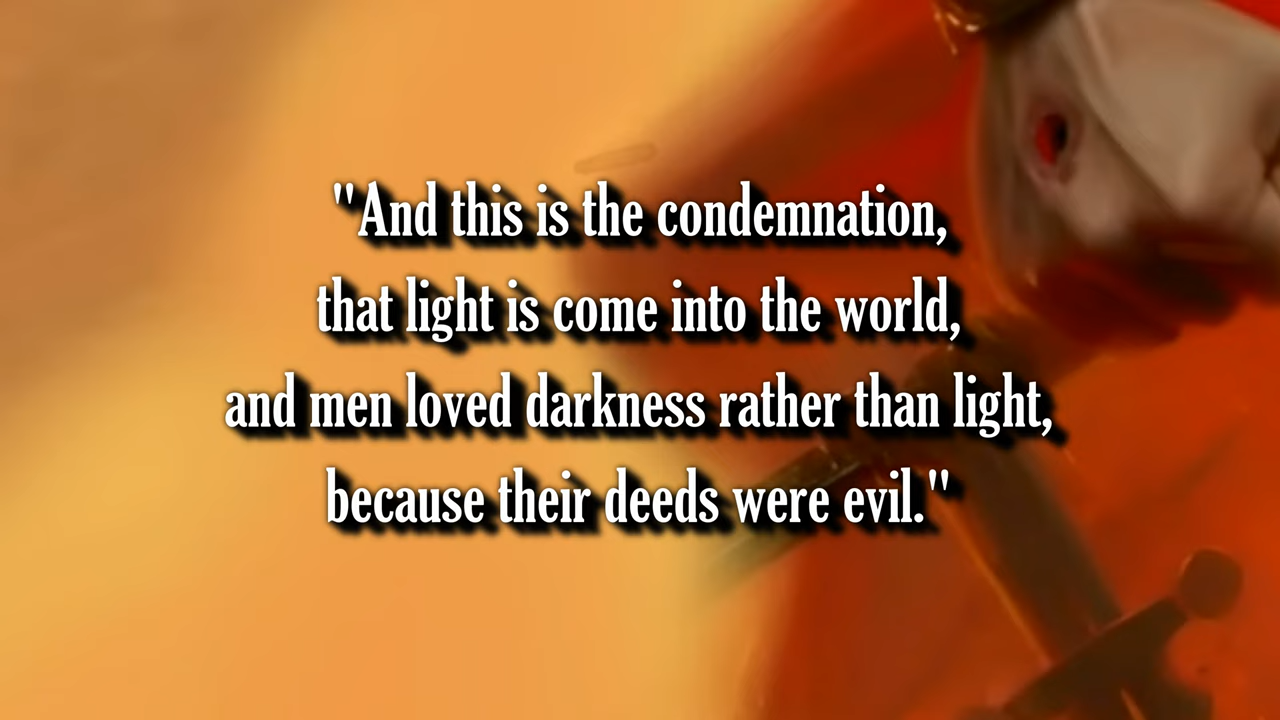 "And this is the condemnation,
that light is come into the world,
and men loved darkness rather than light,
because their deeds were evil."